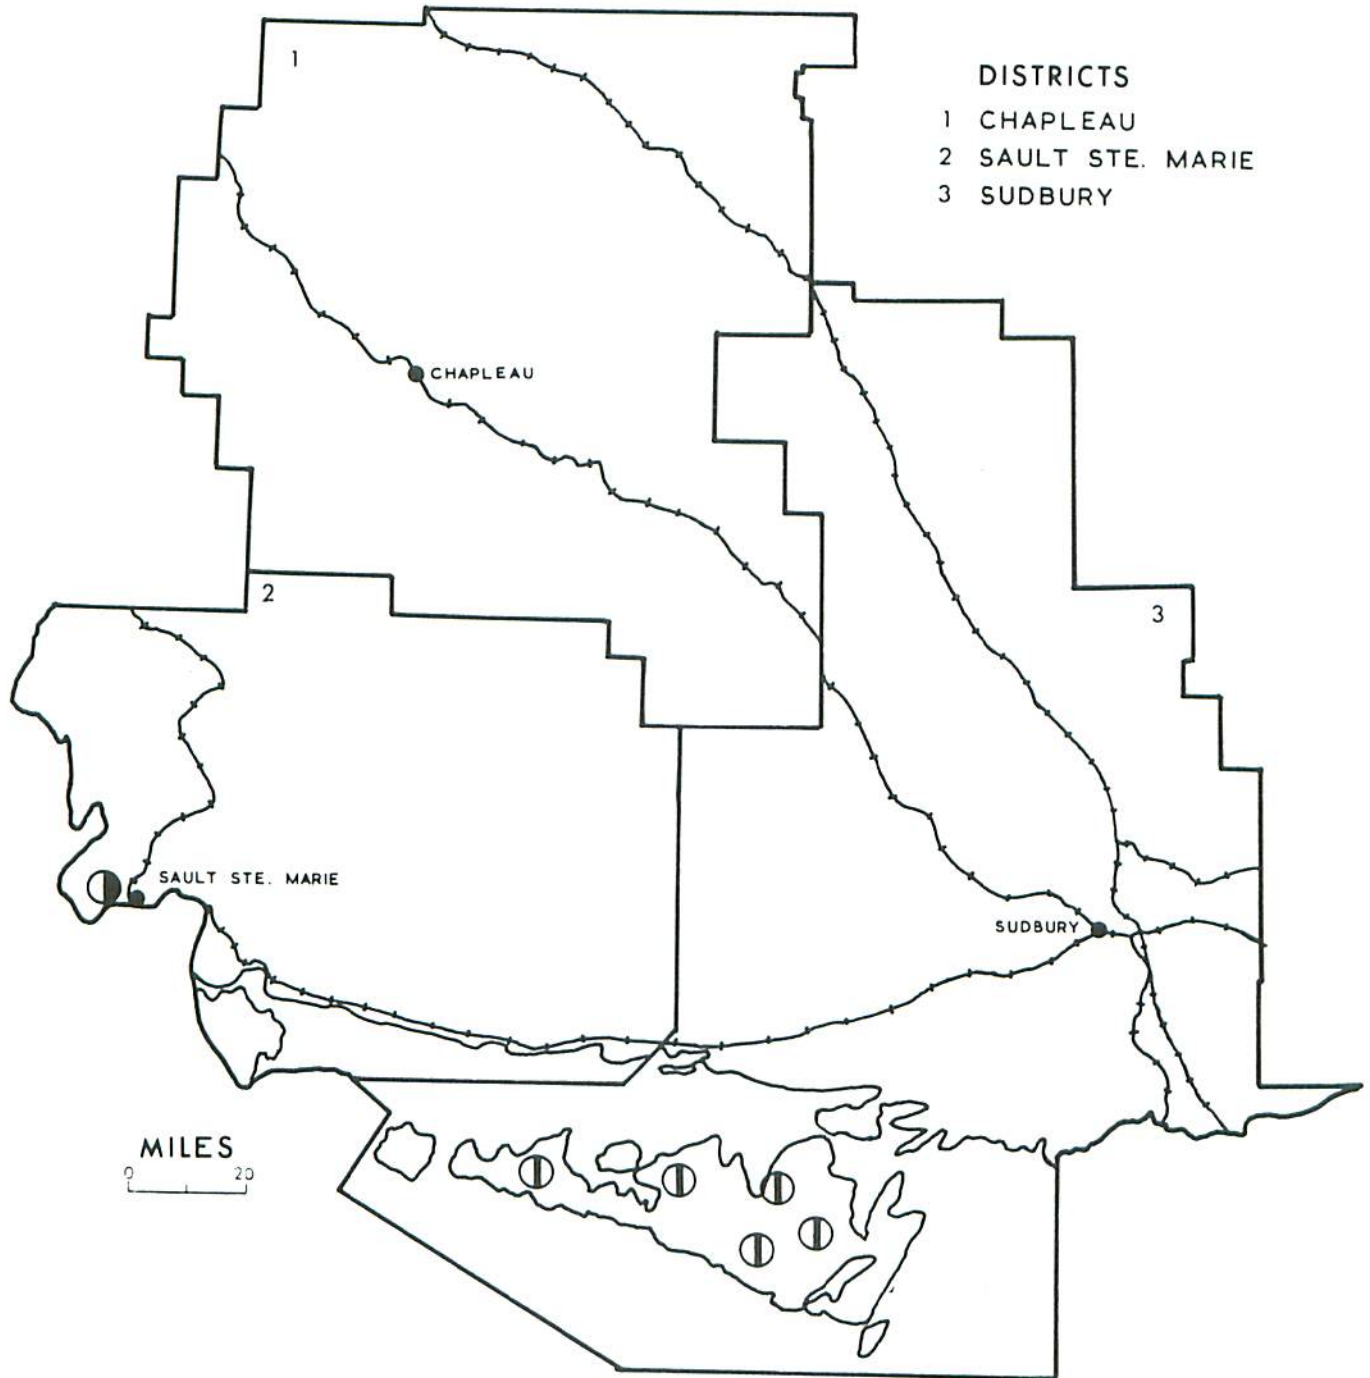 1
DISTRICTS
1 CHAPLEAU
2 SAULT STE. MARIE
3 SUDBURY
CHAPLEAU
2
3
SAULT STE. MARIE
SUDBURY
MILES
0 20